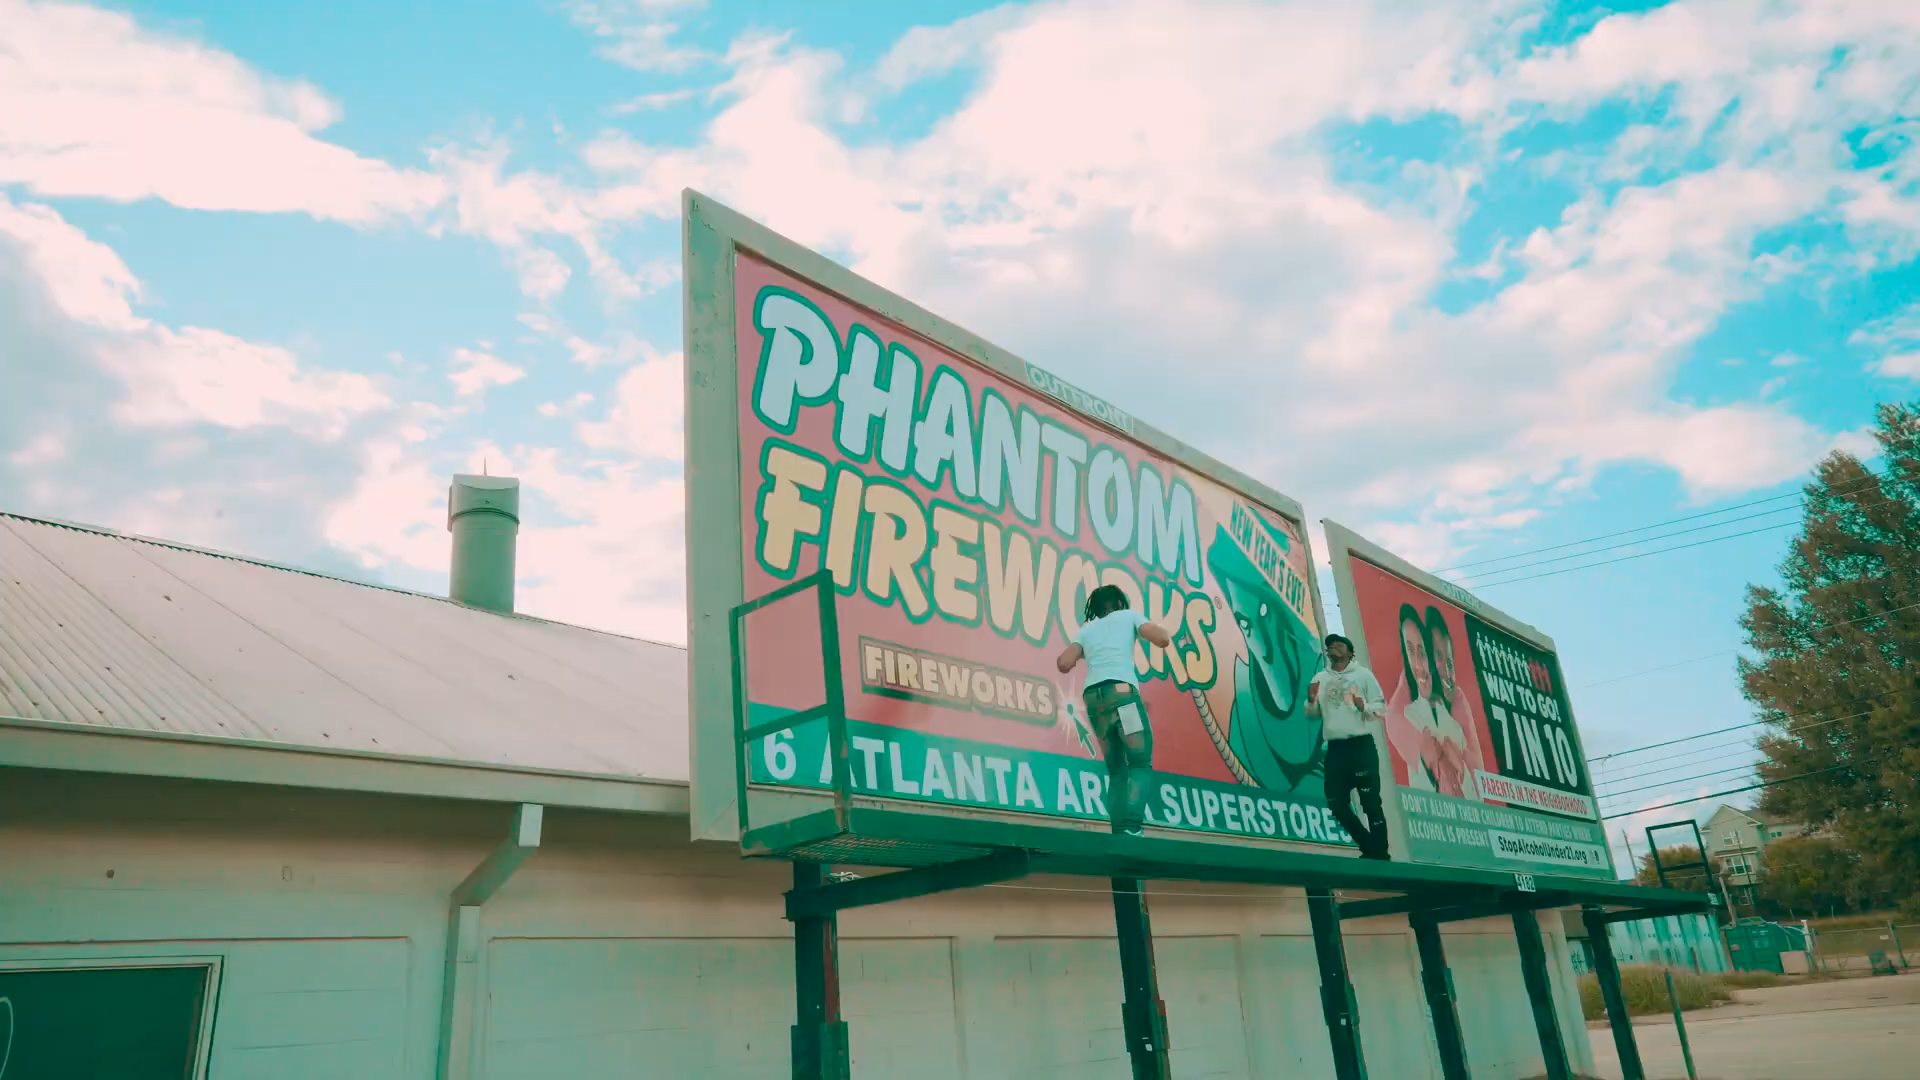 OUTFRONT
PHANTOM
FIREWORKS®
NEW YEAR'S EVE!
FIREWORKS
6 ATLANTA AREA SUPERSTORES
WAY TO GO!
7 IN 10
PARENTS IN THE NEIGHBORHOOD
DON'T ALLOW THEIR CHILDREN TO ATTEND PARTIES WHERE
ALCOHOL IS PRESENT
StopAlcoholUnder21.org